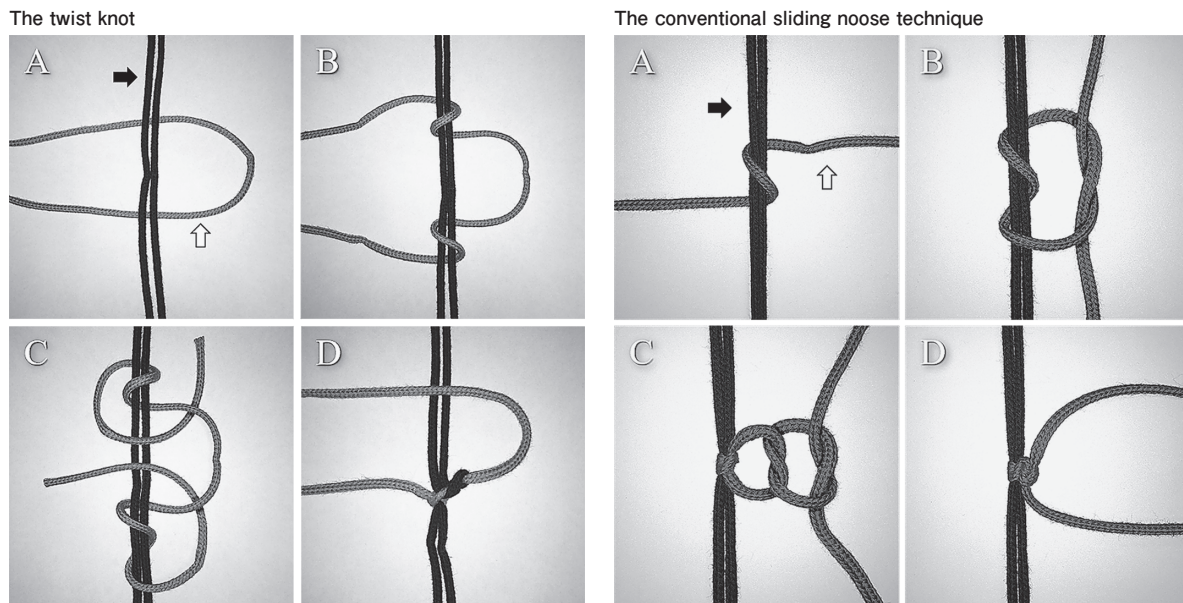 The twist knot
The conventional sliding noose technique
A
B
A
B
C
D
C
D